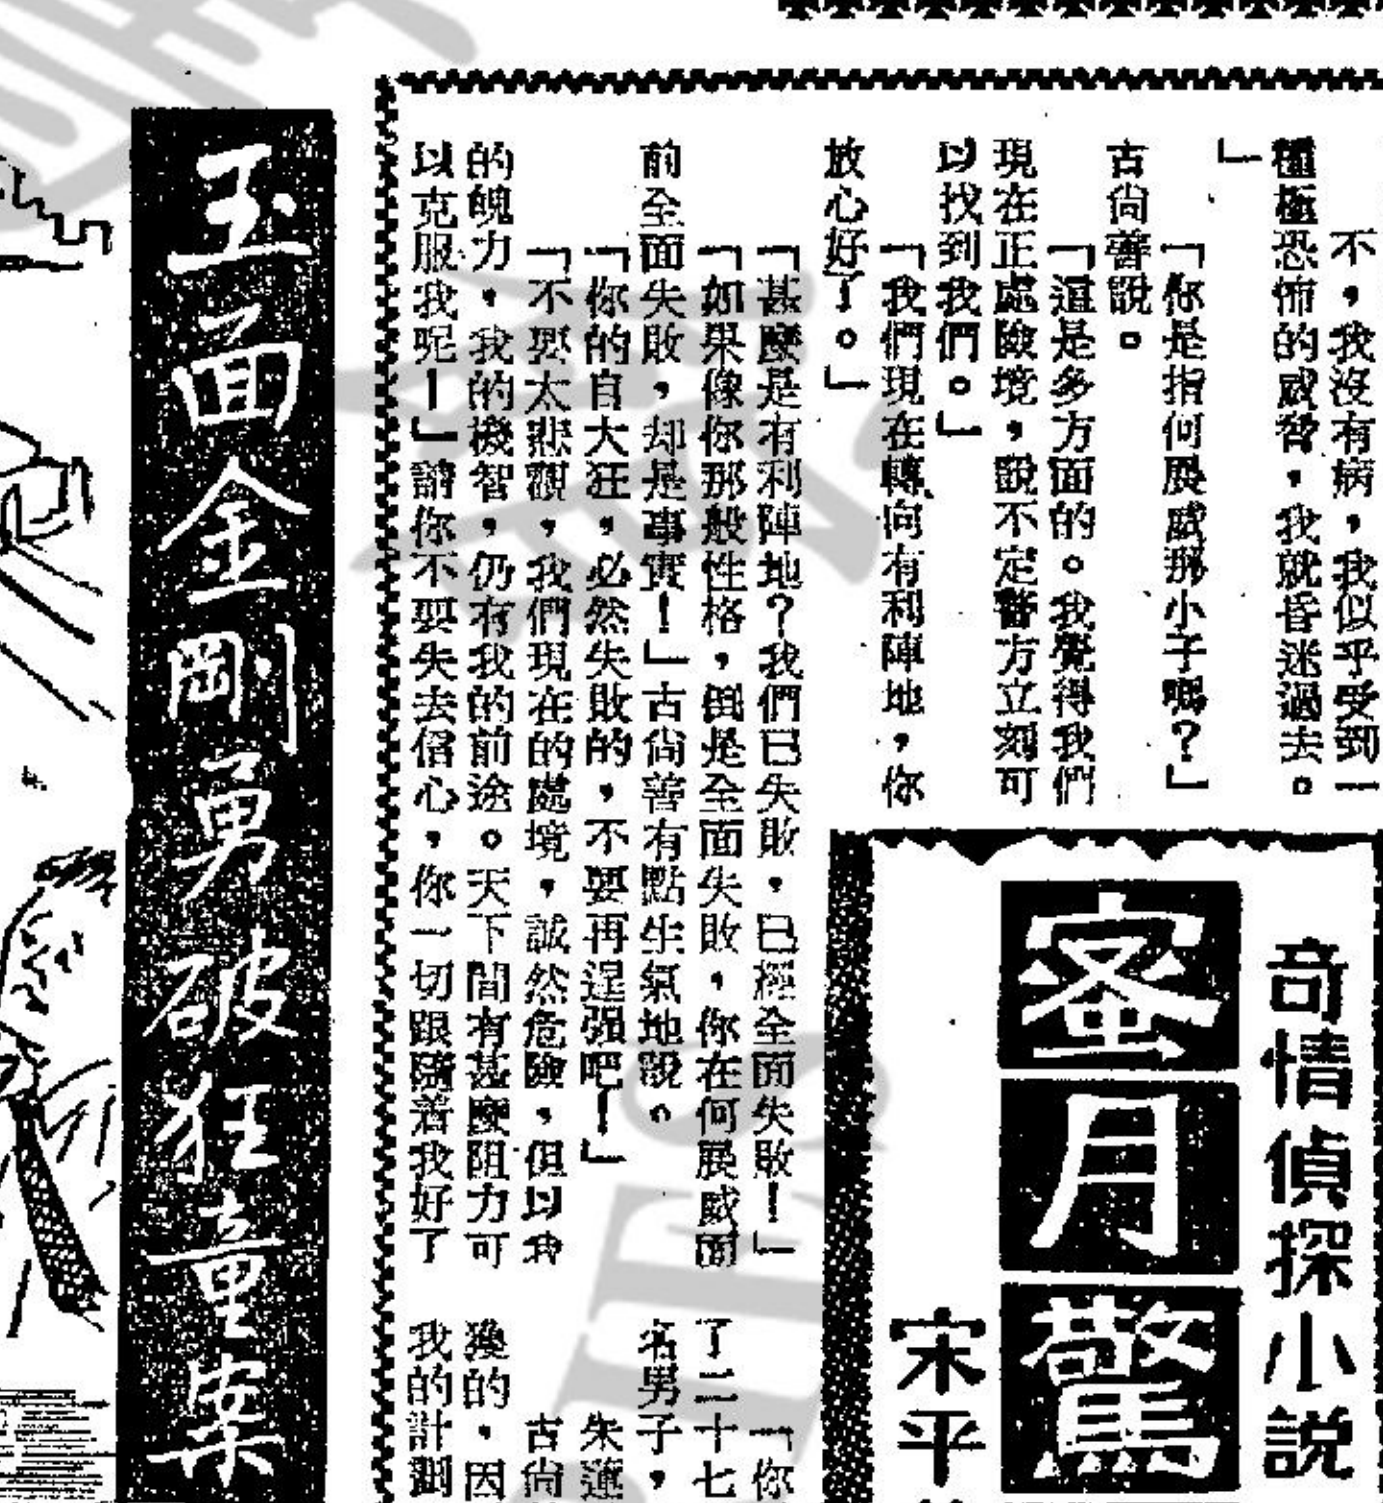 不，我沒有病，我似乎受到一
種極恐怖的威脅，我就昏迷過去。
」
「你是指何展威那小子嗎？」
古尚善說。
「這是多方面的。我覺得我們
現在正處險境，說不定警方立刻可
以找到我們。」
「我們現在轉向有利陣地，你
放心好了。」
「甚麼是有利陣地？我們已失敗，已經全面失敗！」
「如果像你那般性格，倒是全面失敗，你在何展威面
前全面失敗，却是事實！」古尚善有點生氣地說。
「你的自大狂，必然失敗的，不要再逞强吧！」
「不要太悲觀，我們現在的處境，誠然危險，但以我
的魄力，我的機智，仍有我的前途。天下間有甚麼阻力可
以克服我呢！」請你不要失去信心，你一切跟隨着我好了
奇情偵探小説
蜜月驚
宋平
「你
了二十七
名男子，
朱蓮
古尚
獲的，因
我的計劃
玉面金剛勇破狂童案